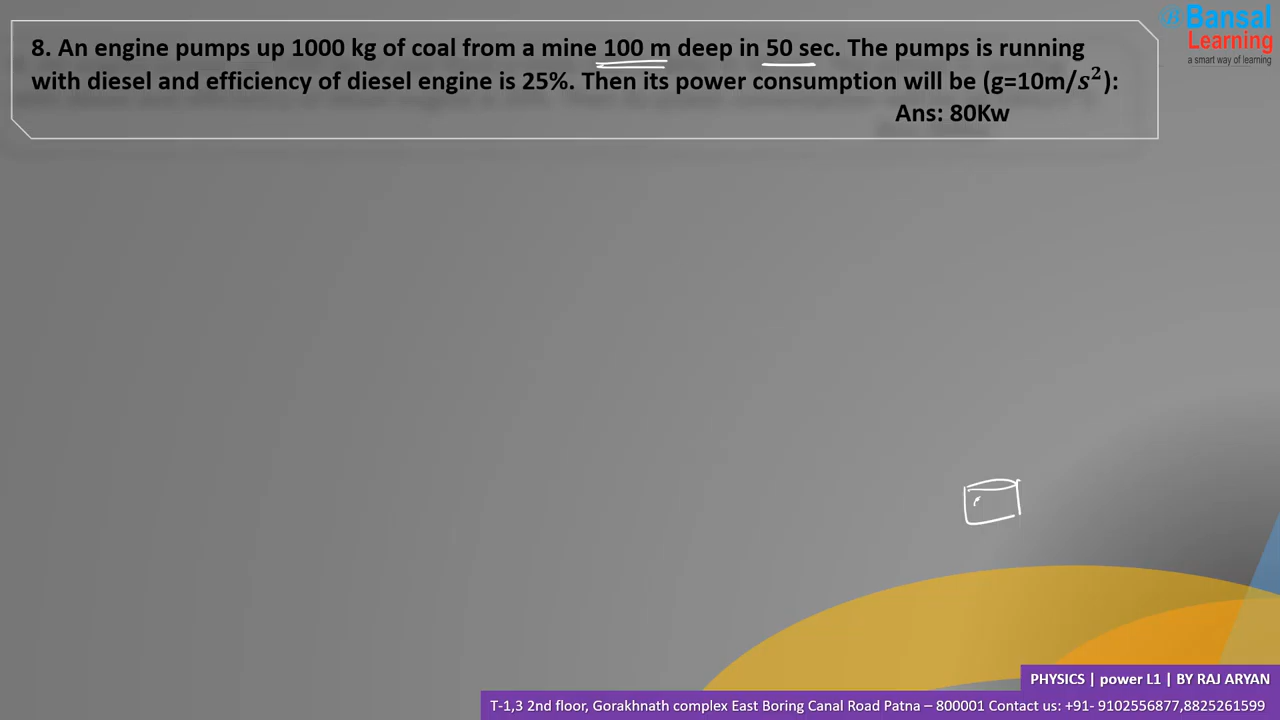 Bansal
Learning
a smart way of learning
8. An engine pumps up 1000 kg of coal from a mine 100 m deep in 50 sec. The pumps is running
with diesel and efficiency of diesel engine is 25%. Then its power consumption will be (g=10m/s²):
Ans: 80Kw
PHYSICS | power L1 | BY RAJ ARYAN
T-1,3 2nd floor, Gorakhnath complex East Boring Canal Road Patna – 800001 Contact us: +91- 9102556877,8825261599